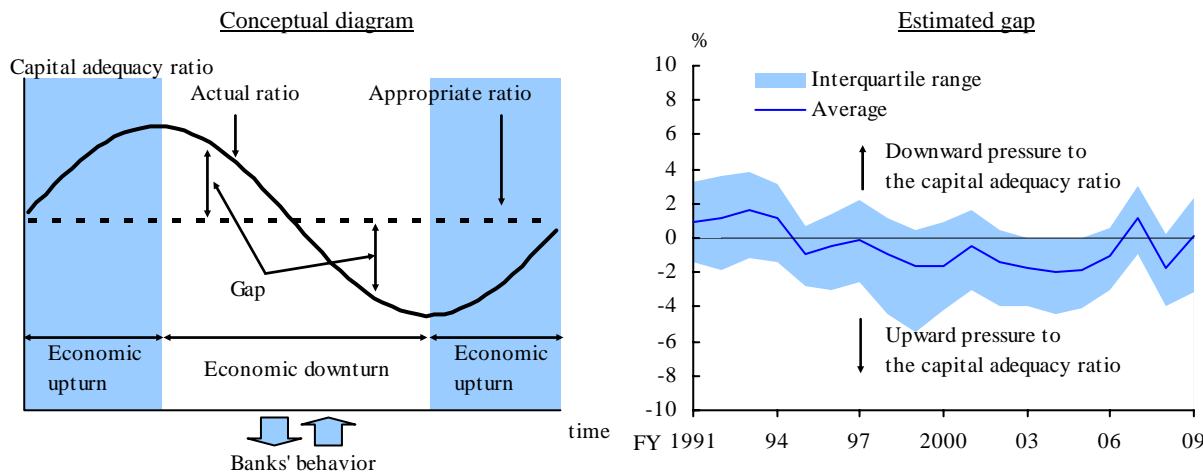 Conceptual diagram
Capital adequacy ratio
Actual ratio
Appropriate ratio
Gap
Economic
upturn
Economic downturn
Economic
upturn
time
Banks' behavior
Estimated gap
%
10
8
6
4
2
0
-2
-4
-6
-8
-10
Interquartile range
Average
Downward pressure to
the capital adequacy ratio
Upward pressure to
the capital adequacy ratio
FY 1991 94 97 2000 03 06 09